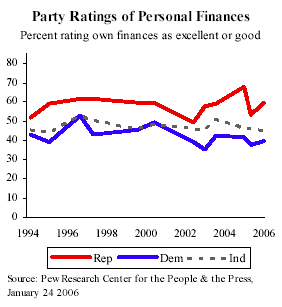 Party Ratings of Personal Finances
Percent rating own finances as excellent or good
80
70
60
50
40
30
20
10
0
1994 1996 1998 2000 2002 2004 2006
Rep Dem Ind
Source: Pew Research Center for the People & the Press,
January 24 2006